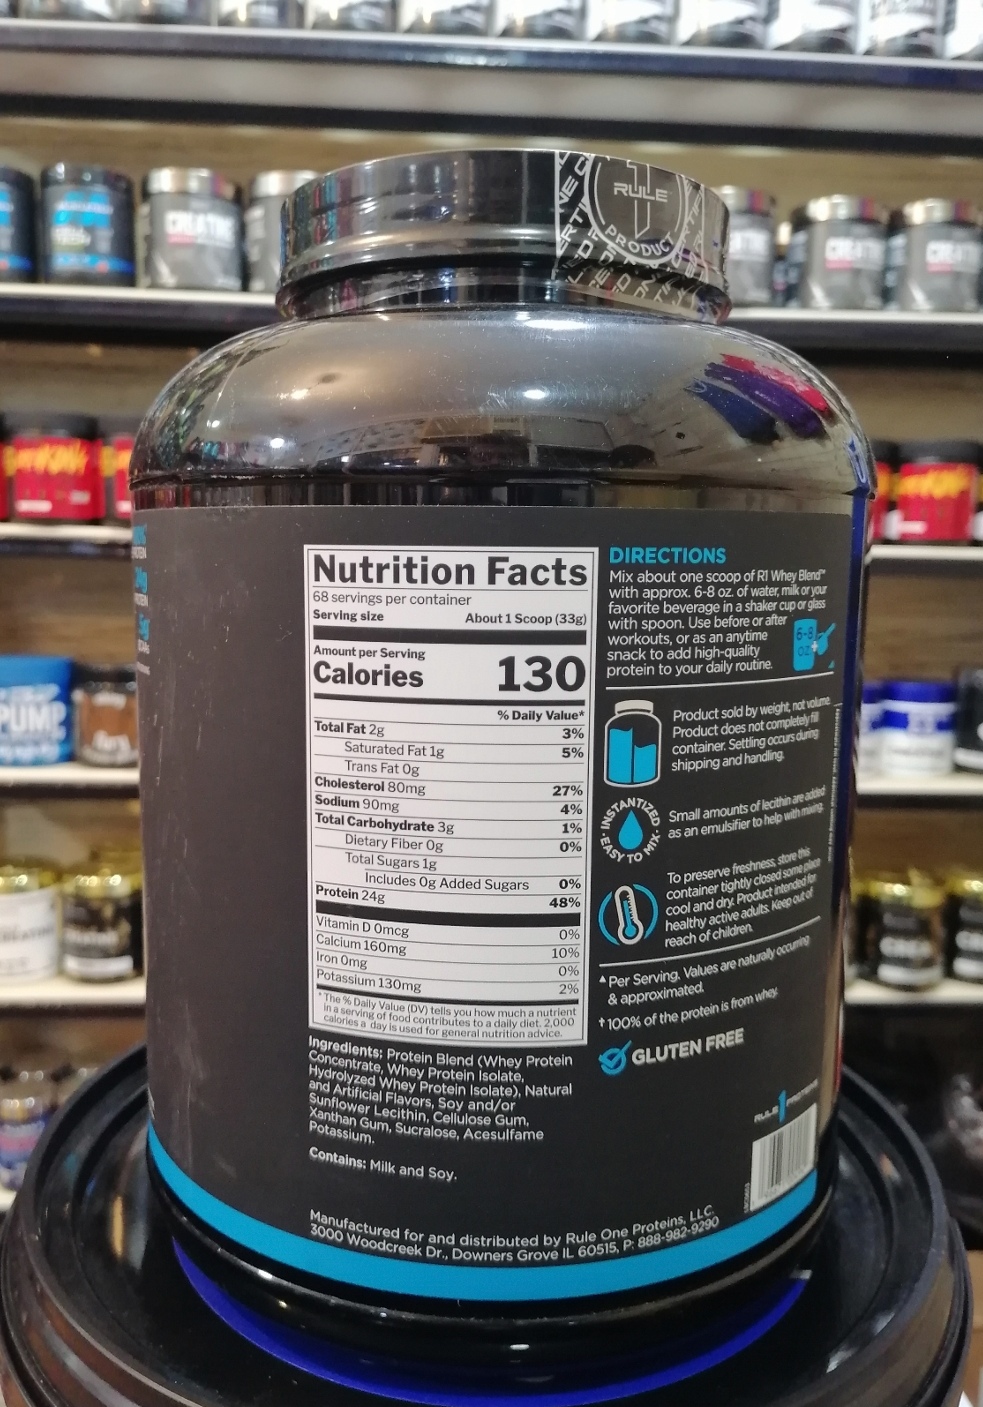 RULE
PRODUCT
CREATINE
Nutrition Facts
68 servings per container
Serving size About 1 Scoop (33g)
Amount per Serving
Calories 130
% Daily Value*
Total Fat 2g 3%
Saturated Fat 1g 5%
Trans Fat 0g
Cholesterol 80mg 27%
Sodium 90mg 4%
Total Carbohydrate 3g 1%
Dietary Fiber 0g 0%
Total Sugars 1g
Includes 0g Added Sugars 0%
Protein 24g 48%
Vitamin D 0mcg 0%
Calcium 160mg 10%
Iron 0mg 0%
Potassium 130mg 2%
*The % Daily Value (DV) tells you how much a nutrient
in a serving of food contributes to a daily diet. 2,000
calories a day is used for general nutrition advice.
Ingredients: Protein Blend (Whey Protein
Concentrate, Whey Protein Isolate,
Hydrolyzed Whey Protein Isolate), Natural
and Artificial Flavors, Soy and/or
Sunflower Lecithin, Cellulose Gum,
Xanthan Gum, Sucralose, Acesulfame
Potassium.
Contains: Milk and Soy.
DIRECTIONS
Mix about one scoop of R1 Whey Blend™
with approx. 6-8 oz. of water, milk or your
favorite beverage in a shaker cup or glass
with spoon. Use before or after
workouts, or as an anytime
snack to add high-quality
protein to your daily routine.
6-8
OZ.
Product sold by weight, not volume.
Product does not completely fill
container. Settling occurs during
shipping and handling.
INSTANTIZED
EASY TO MIX
Small amounts of lecithin are added
as an emulsifier to help with mixing.
To preserve freshness, store this
container tightly closed some place
cool and dry. Product intended for
healthy active adults. Keep out of
reach of children.
▲Per Serving. Values are naturally occurring
& approximated.
†100% of the protein is from whey.
GLUTEN FREE
RULE 1 PROTEINS
Manufactured for and distributed by Rule One Proteins, LLC.
3000 Woodcreek Dr., Downers Grove IL 60515, P: 888-982-9290
PUMP